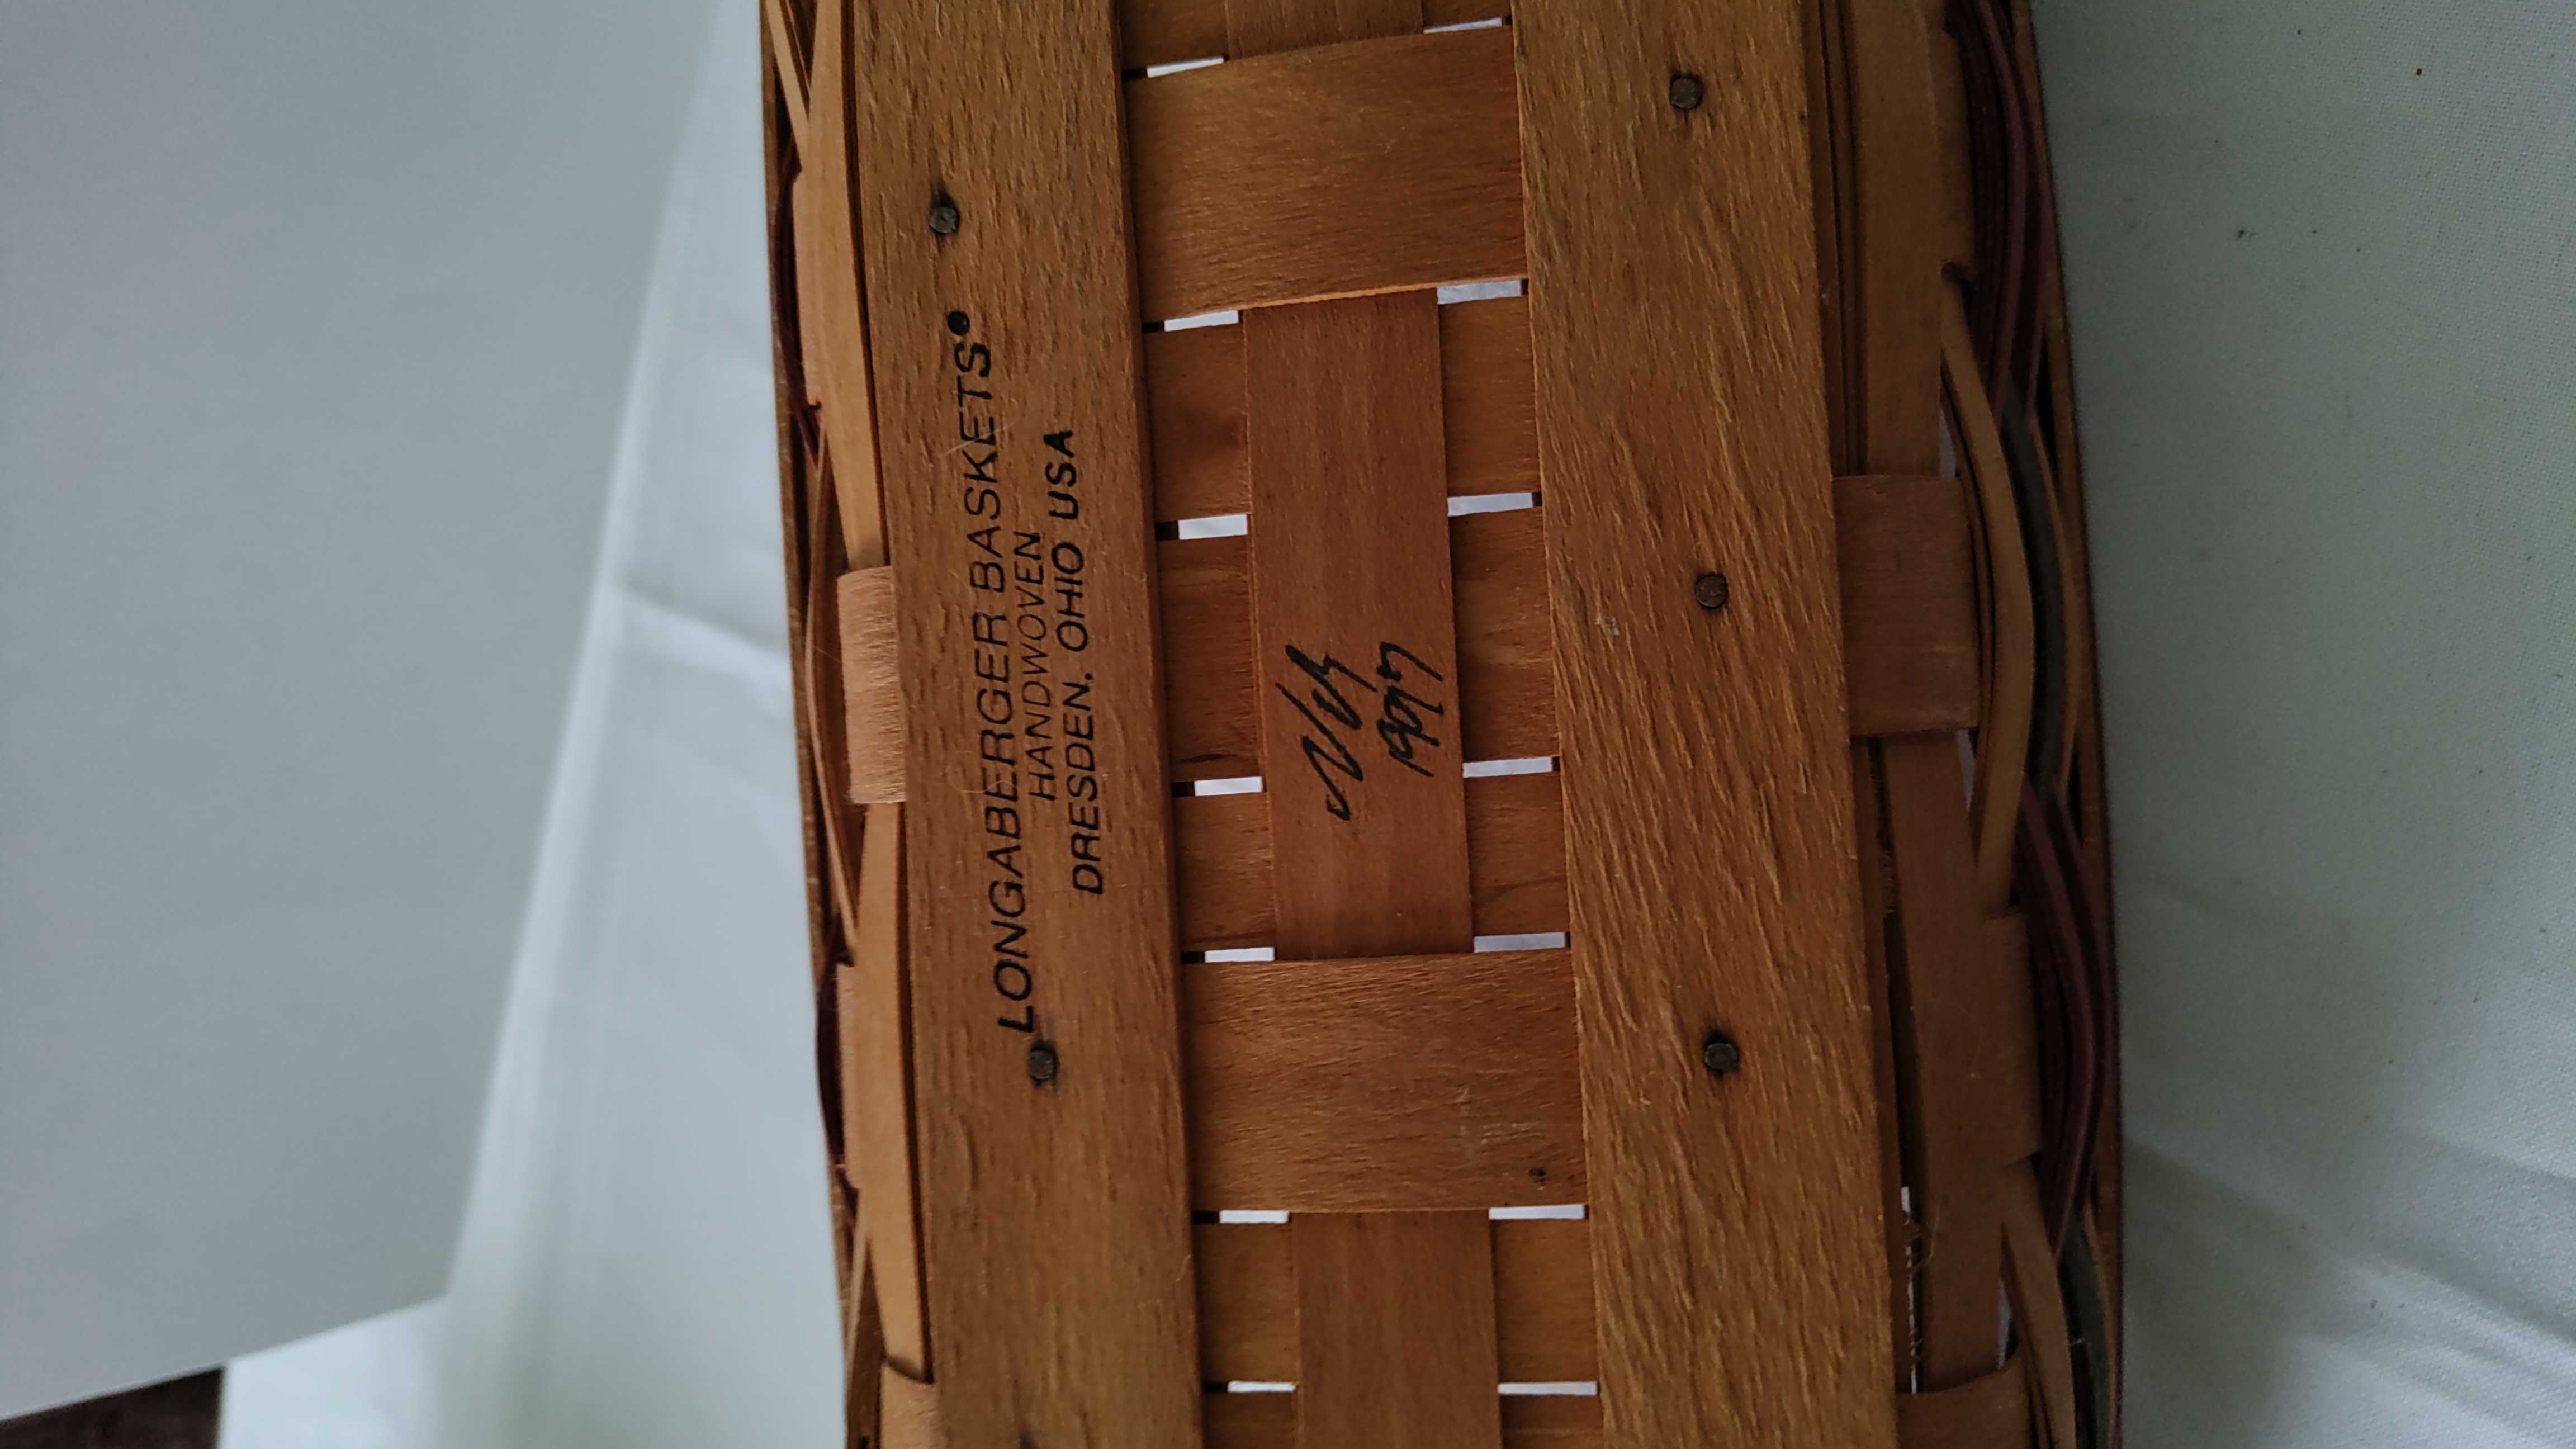 LONGABERGER BASKETS®
HANDWOVEN
DRESDEN, OHIO USA
1997